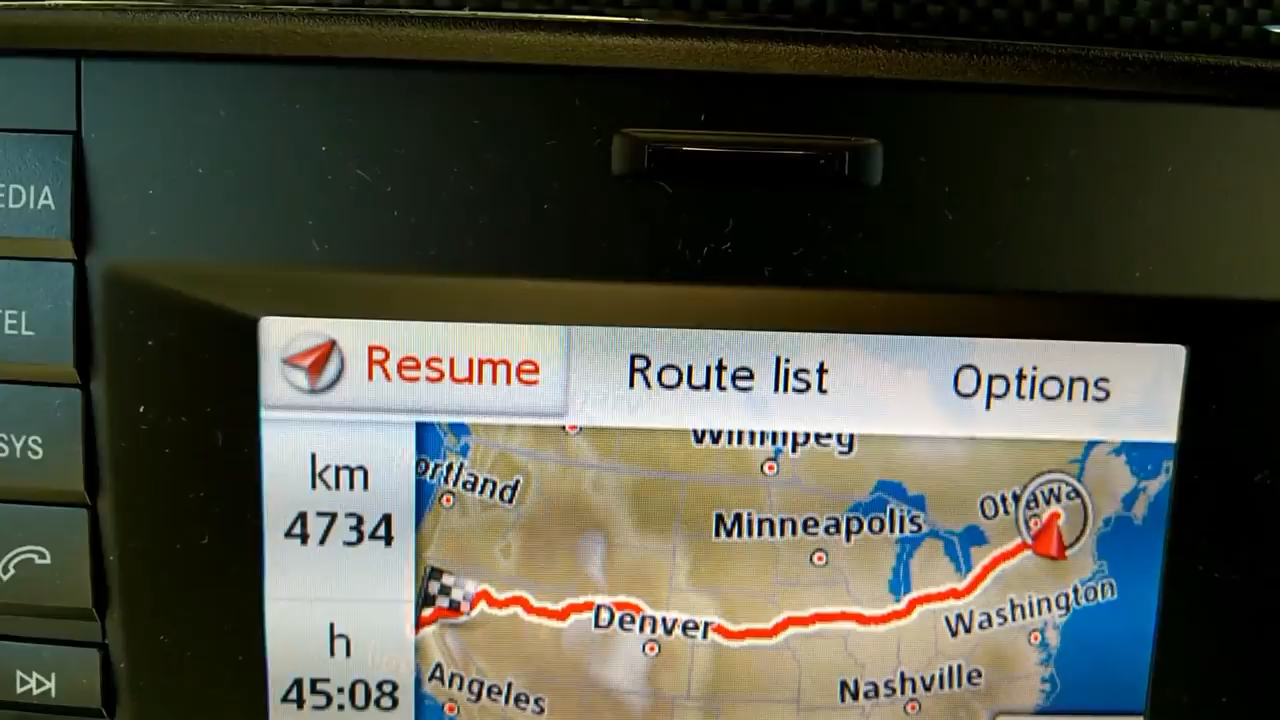 EDIA
TEL
SYS
Resume
Route list
Options
km
4734
h
45:08
Winnipeg
ortland
Ottawa
Minneapolis
Denver
Washington
Angeles
Nashville